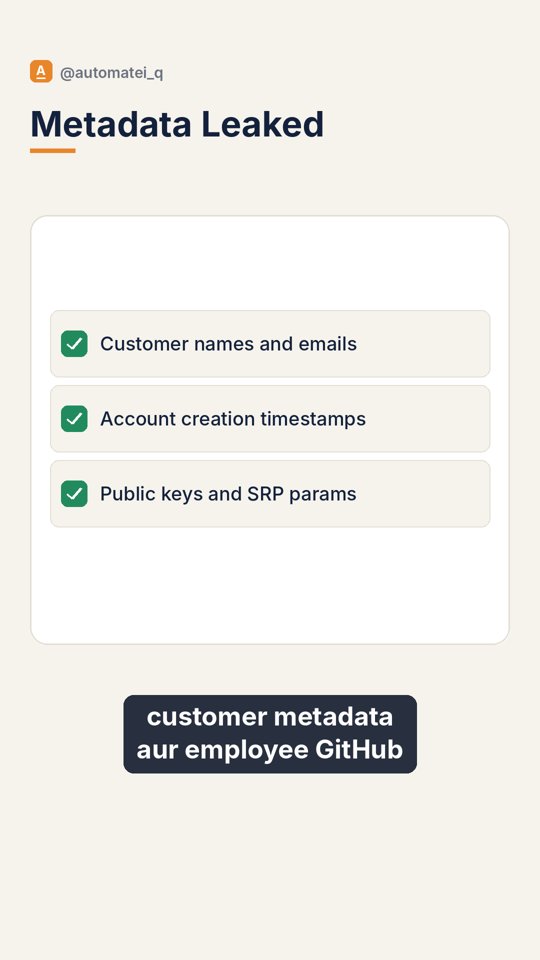 A @automatei_q
Metadata Leaked
Customer names and emails
Account creation timestamps
Public keys and SRP params
customer metadata
aur employee GitHub